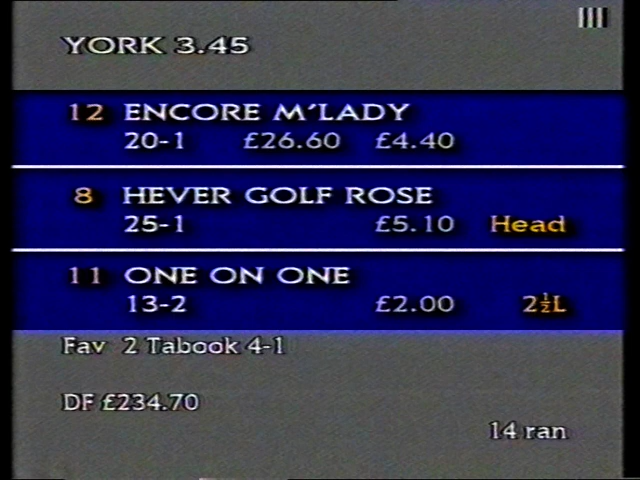 YORK 3.45
12 ENCORE M'LADY
20-1 £26.60 £4.40
8 HEVER GOLF ROSE
25-1 £5.10 Head
11 ONE ON ONE
13-2 £2.00 2½L
Fav 2 Tabook 4-1
DF £234.70
14 ran